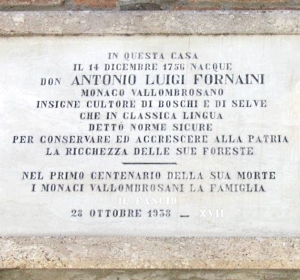 IN QUESTA CASA
IL 14 DICEMBRE 1756 NACQUE
DON ANTONIO LUIGI FORNAINI
MONACO VALLOMBROSANO
INSIGNE CULTORE DI BOSCHI E DI SELVE
CHE IN CLASSICA LINGUA
DETTÒ NORME SICURE
PER CONSERVARE ED ACCRESCERE ALLA PATRIA
LA RICCHEZZA DELLE SUE FORESTE
NEL PRIMO CENTENARIO DELLA SUA MORTE
I MONACI VALLOMBROSANI LA FAMIGLIA
28 OTTOBRE 1938 — XVII